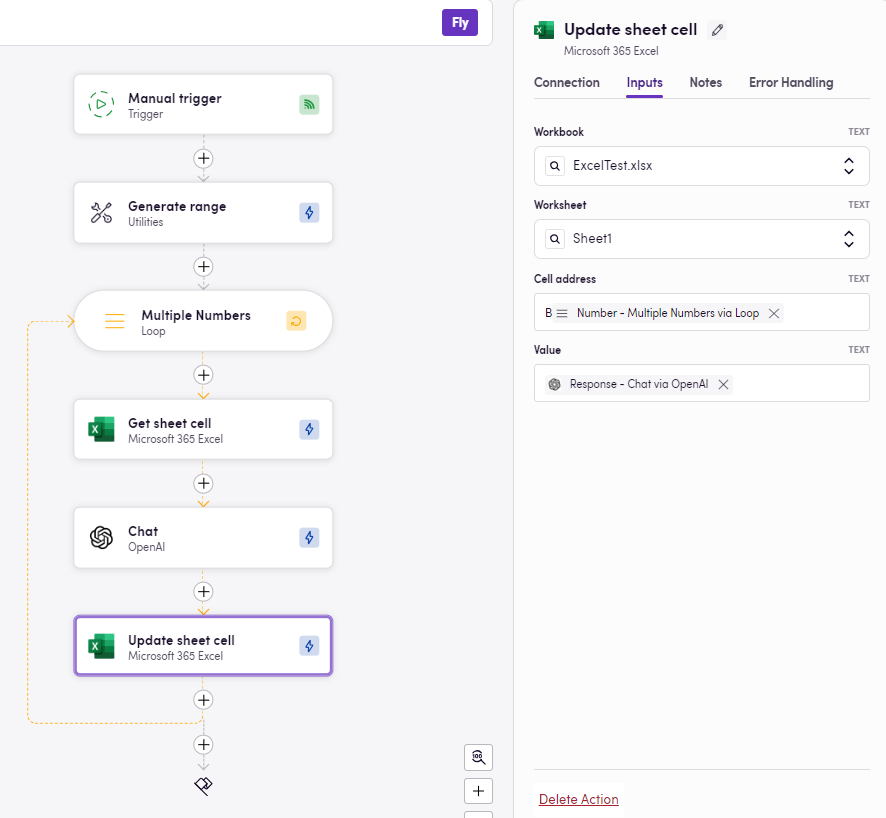 Fly
Manual trigger
Trigger
Generate range
Utilities
Multiple Numbers
Loop
Get sheet cell
Microsoft 365 Excel
Chat
OpenAI
Update sheet cell
Microsoft 365 Excel
Update sheet cell
Microsoft 365 Excel
Connection Inputs Notes Error Handling
Workbook TEXT
ExcelTest.xlsx
Worksheet TEXT
Sheet1
Cell address TEXT
B Number - Multiple Numbers via Loop
Value TEXT
Response - Chat via OpenAI
Delete Action